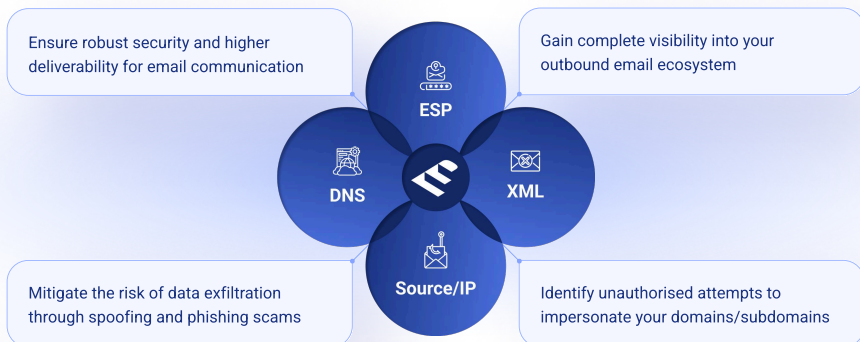 Ensure robust security and higher
deliverability for email communication
Gain complete visibility into your
outbound email ecosystem
ESP
DNS
XML
Source/IP
Mitigate the risk of data exfiltration
through spoofing and phishing scams
Identify unauthorised attempts to
impersonate your domains/subdomains